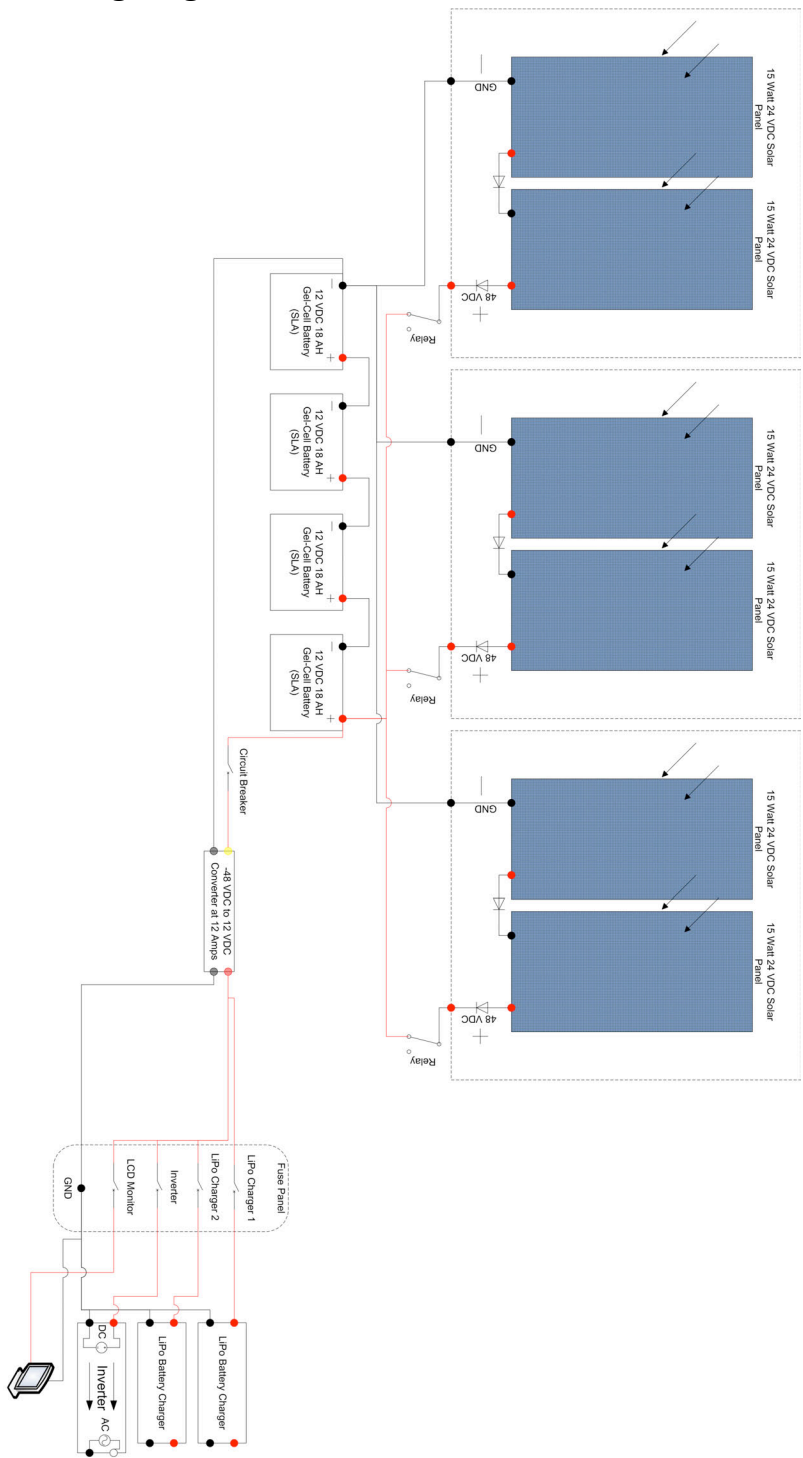 15 Watt 24 VDC Solar
Panel
15 Watt 24 VDC Solar
Panel
15 Watt 24 VDC Solar
Panel
15 Watt 24 VDC Solar
Panel
15 Watt 24 VDC Solar
Panel
15 Watt 24 VDC Solar
Panel
— GND
48 VDC +
— GND
48 VDC +
— GND
48 VDC +
Relay
Relay
Relay
— +
12 VDC 18 AH
Gel-Cell Battery
(SLA)
— +
12 VDC 18 AH
Gel-Cell Battery
(SLA)
— +
12 VDC 18 AH
Gel-Cell Battery
(SLA)
— +
12 VDC 18 AH
Gel-Cell Battery
(SLA)
Circuit Breaker
-48 VDC to 12 VDC
Converter at 12 Amps
Fuse Panel
LiPo Charger 1
LiPo Charger 2
Inverter
LCD Monitor
GND
LiPo Battery Charger
LiPo Battery Charger
Inverter
DC
AC